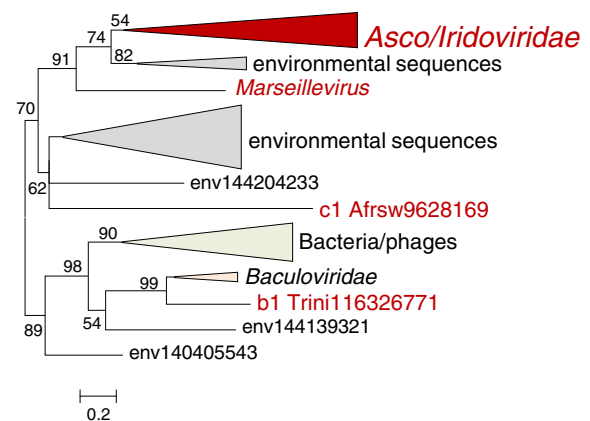 54
Asco/Iridoviridae
74
82
environmental sequences
91
Marseillevirus
70
environmental sequences
62
env144204233
c1 Afrsw9628169
90
Bacteria/phages
98
Baculoviridae
99
b1 Trini116326771
54
env144139321
89
env140405543
0.2